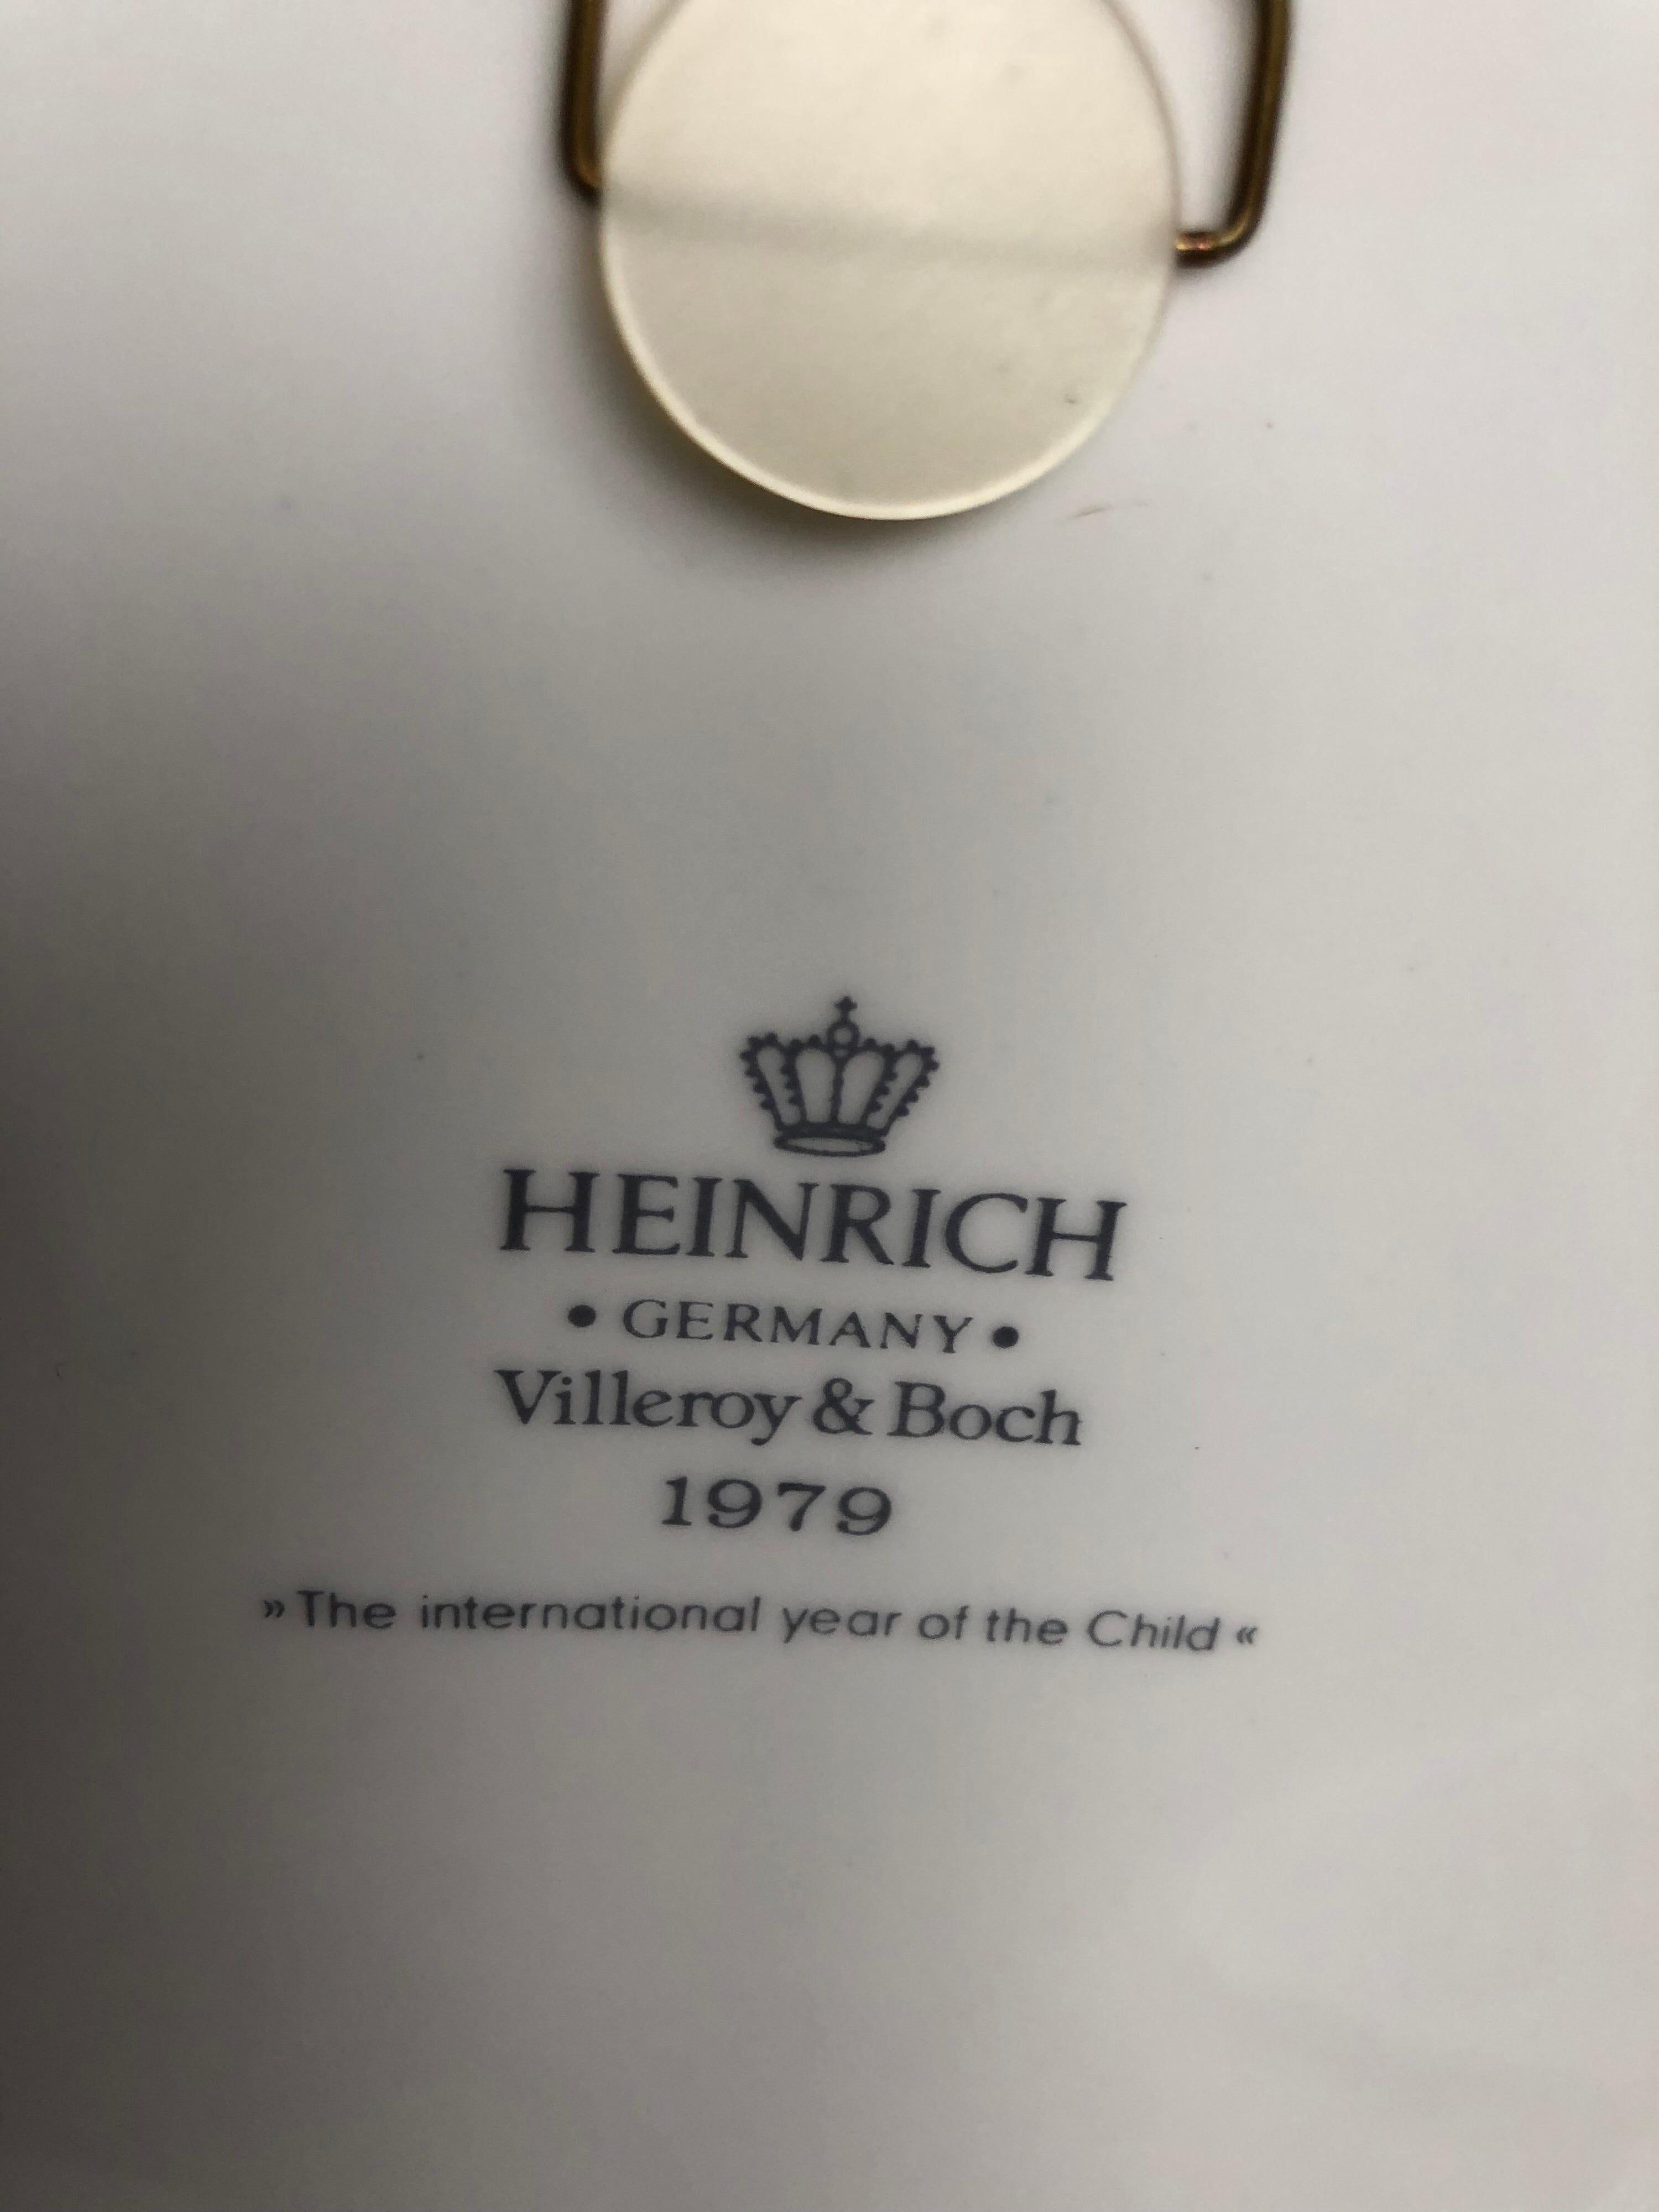 HEINRICH
• GERMANY •
Villeroy & Boch
1979
»The international year of the Child«